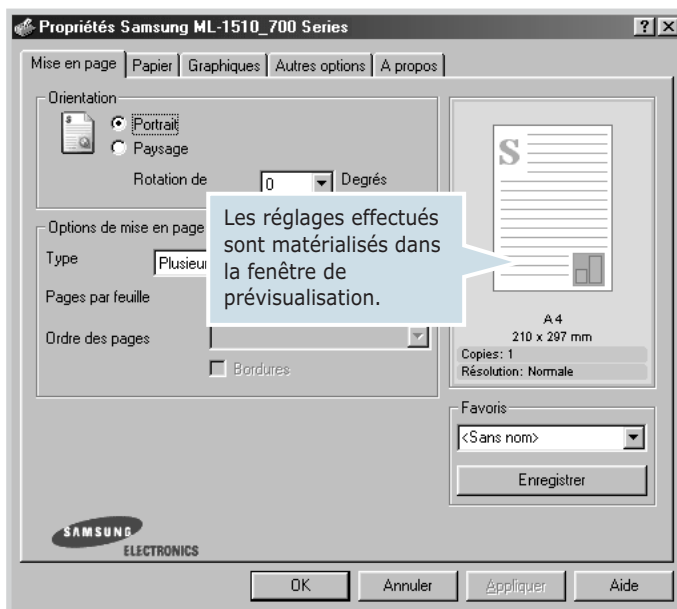 Propriétés Samsung ML-1510_700 Series
Mise en page Papier Graphiques Autres options A propos
Orientation
Portrait
Paysage
Rotation de 0 Degrés
Options de mise en page
Type
Pages par feuille
Ordre des pages
Bordures
Les réglages effectués
sont matérialisés dans
la fenêtre de
prévisualisation.
S
A4
210 x 297 mm
Copies: 1
Résolution: Normale
Favoris
<Sans nom>
Enregistrer
SAMSUNG
ELECTRONICS
OK Annuler Appliquer Aide